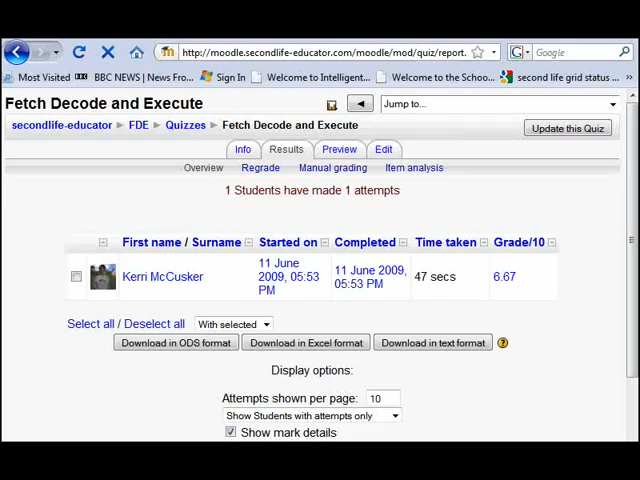 http://moodle.secondlife-educator.com/moodle/mod/quiz/report.
Google
Most Visited BBC NEWS | News Fro... Sign In Welcome to Intelligent... Welcome to the Schoo... second life grid status ...
Fetch Decode and Execute Jump to...
secondlife-educator ► FDE ► Quizzes ► Fetch Decode and Execute Update this Quiz
Info Results Preview Edit
Overview Regrade Manual grading Item analysis
1 Students have made 1 attempts
First name / Surname Started on Completed Time taken Grade/10
Kerri McCusker 11 June 2009, 05:53 PM 11 June 2009, 05:53 PM 47 secs 6.67
Select all / Deselect all With selected
Download in ODS format Download in Excel format Download in text format
Display options:
Attempts shown per page: 10
Show Students with attempts only
Show mark details